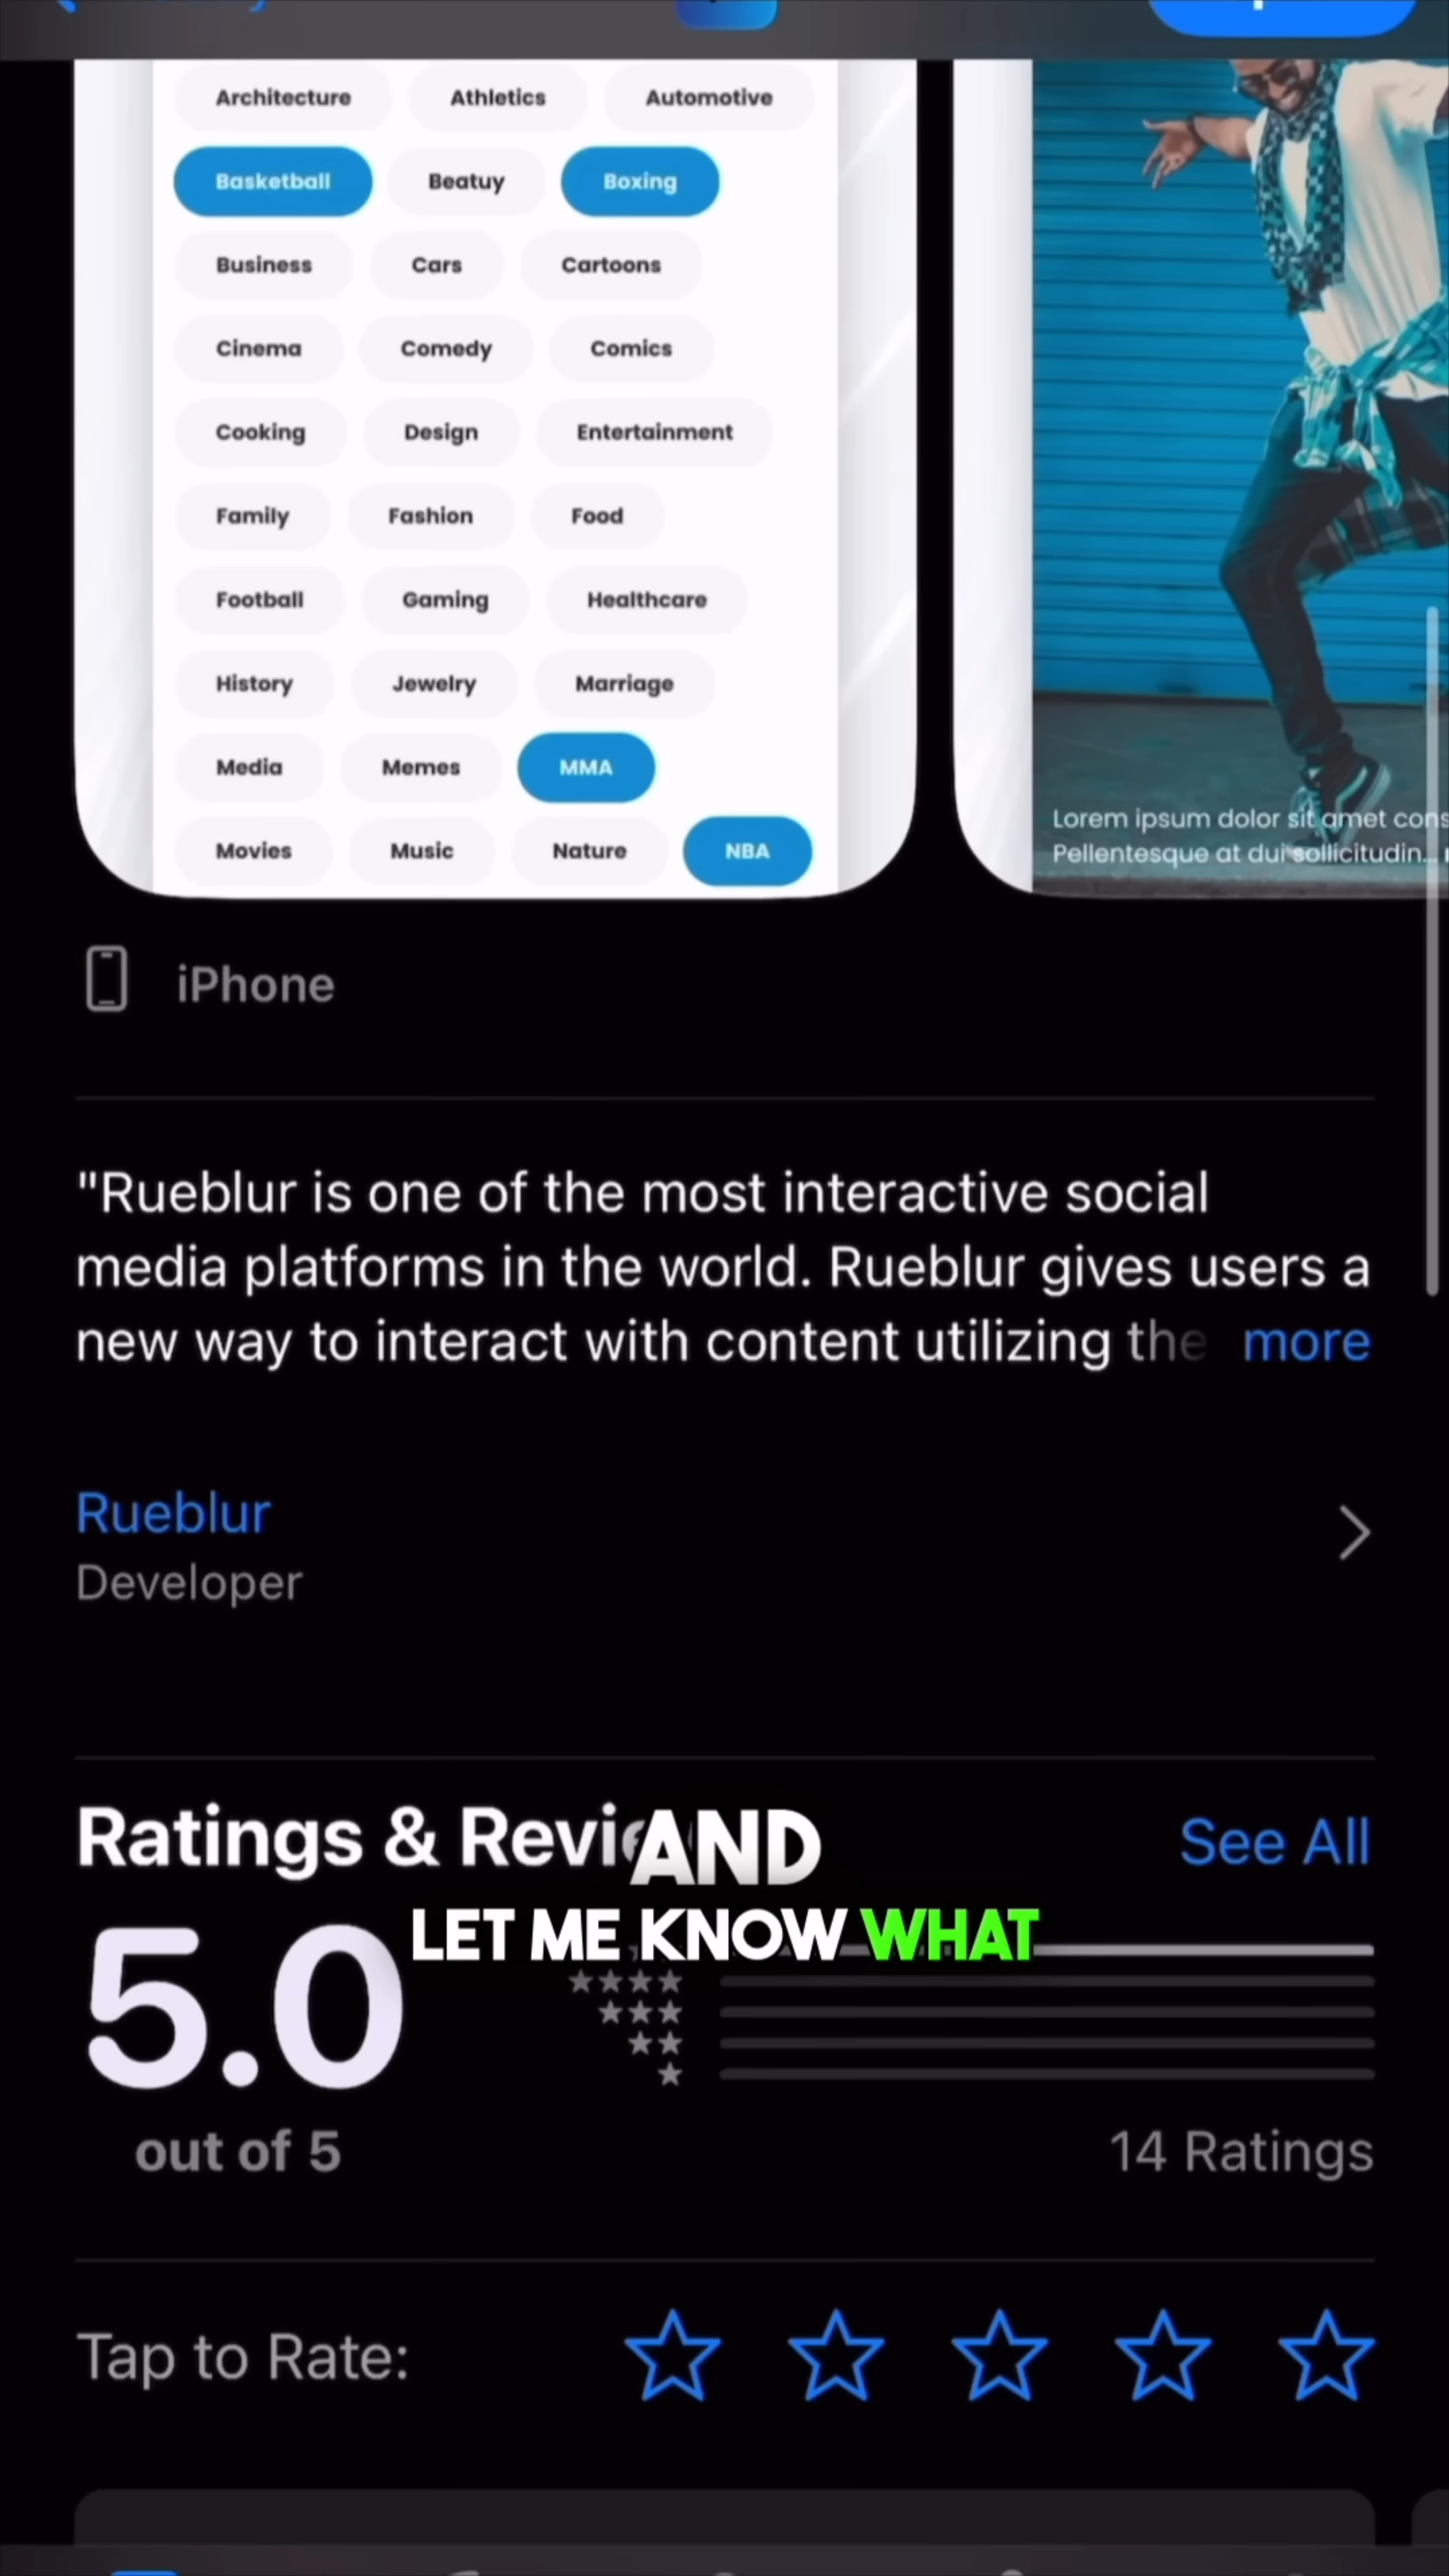 Architecture Athletics Automotive
Basketball Beatuy Boxing
Business Cars Cartoons
Cinema Comedy Comics
Cooking Design Entertainment
Family Fashion Food
Football Gaming Healthcare
History Jewelry Marriage
Media Memes MMA
Movies Music Nature NBA
Lorem ipsum dolor sit amet cons
Pellentesque at dui sollicitudin...
iPhone
"Rueblur is one of the most interactive social
media platforms in the world. Rueblur gives users a
new way to interact with content utilizing the more
Rueblur
Developer
Ratings & Revi
See All
AND
LET ME KNOW WHAT
5.0
out of 5
14 Ratings
Tap to Rate: